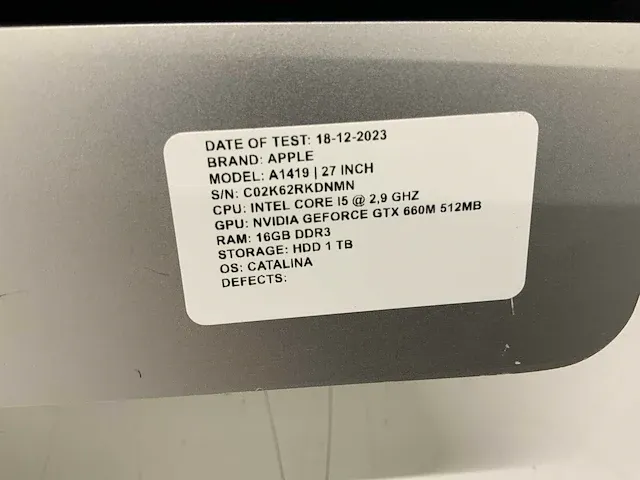 DATE OF TEST: 18-12-2023
BRAND: APPLE
MODEL: A1419 | 27 INCH
S/N: C02K62RKDNMN
CPU: INTEL CORE I5 @ 2,9 GHZ
GPU: NVIDIA GEFORCE GTX 660M 512MB
RAM: 16GB DDR3
STORAGE: HDD 1 TB
OS: CATALINA
DEFECTS: